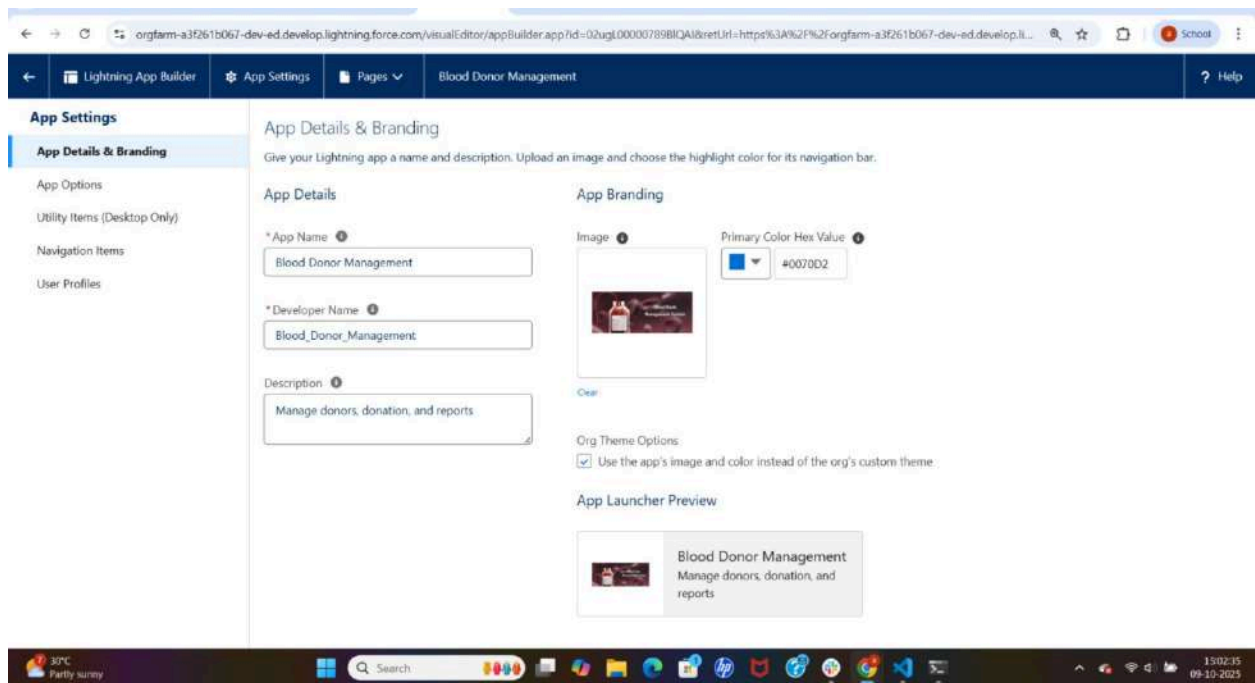 orgfarm-a3f261b067-dev-ed.develop.lightning.force.com/visualEditor/appBuilder.app?id=02ugL00000789BlQAI&retUrl=https%3A%2F%2Forgfarm-a3f261b067-dev-ed.develop.li...
School
Lightning App Builder
App Settings
Pages
Blood Donor Management
? Help
App Settings
App Details & Branding
App Options
Utility Items (Desktop Only)
Navigation Items
User Profiles
App Details & Branding
Give your Lightning app a name and description. Upload an image and choose the highlight color for its navigation bar.
App Details
*App Name
Blood Donor Management
*Developer Name
Blood_Donor_Management
Description
Manage donors, donation, and reports
App Branding
Image
Primary Color Hex Value
#0070D2
Clear
Org Theme Options
Use the app's image and color instead of the org's custom theme
App Launcher Preview
Blood Donor Management
Manage donors, donation, and
reports
30°C
Partly sunny
Search
15:02:35
09-10-2025